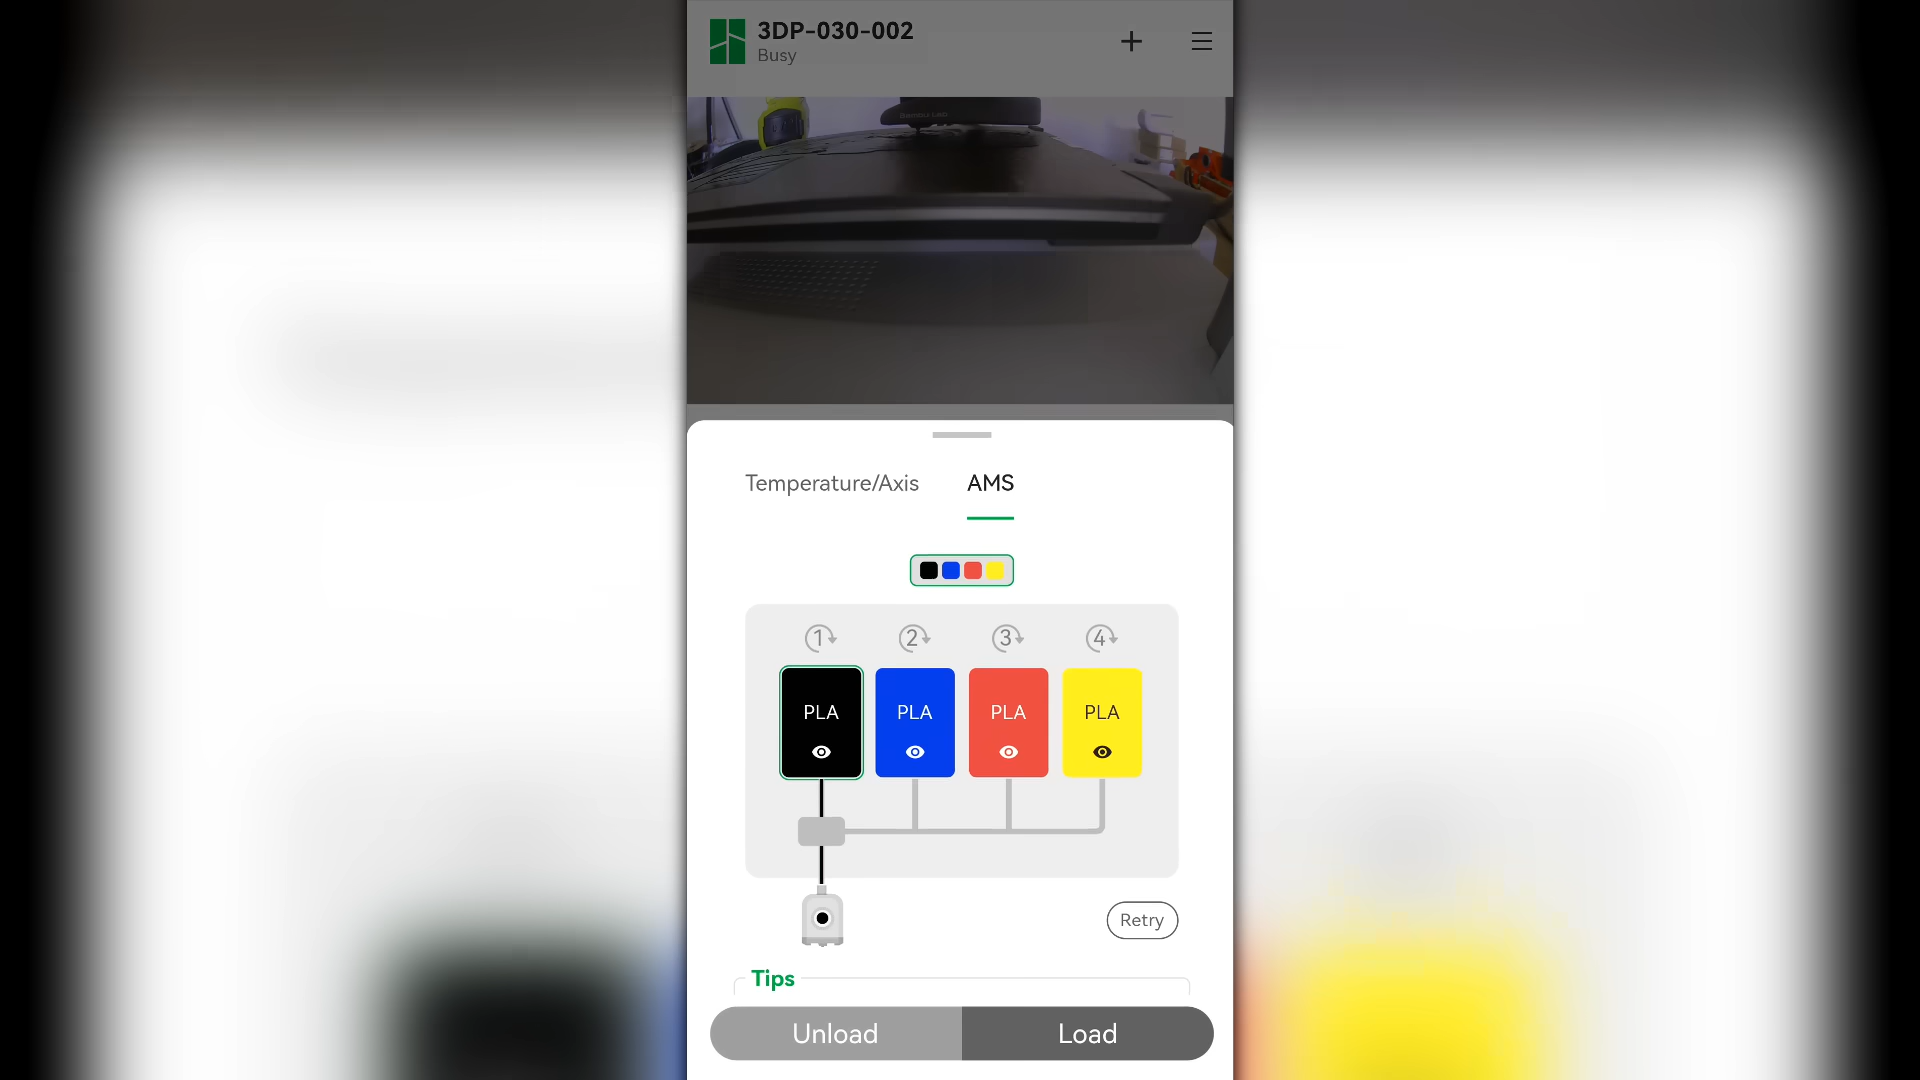 3DP-030-002
Busy
Temperature/Axis AMS
1 2 3 4
PLA PLA PLA PLA
Retry
Tips
Unload Load